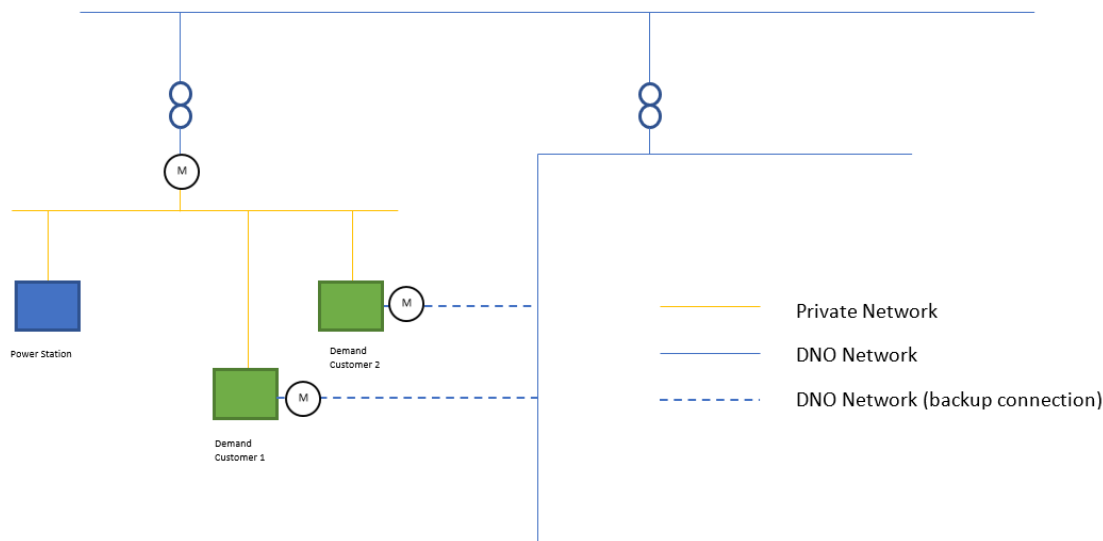 M
Power Station
M
Demand
Customer 2
M
Demand
Customer 1
Private Network
DNO Network
DNO Network (backup connection)